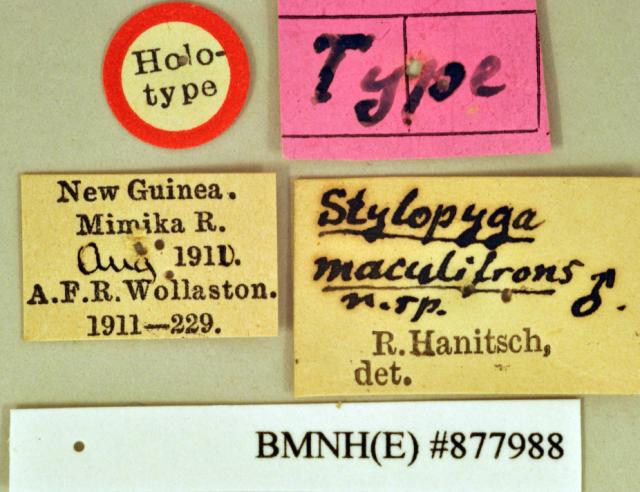 Holo-
type
Type
New Guinea.
Mimika R.
Aug 1910.
A.F.R. Wollaston.
1911—229.
Stylopyga
maculifrons ♂.
n.sp.
R. Hanitsch,
det.
BMNH(E) #877988